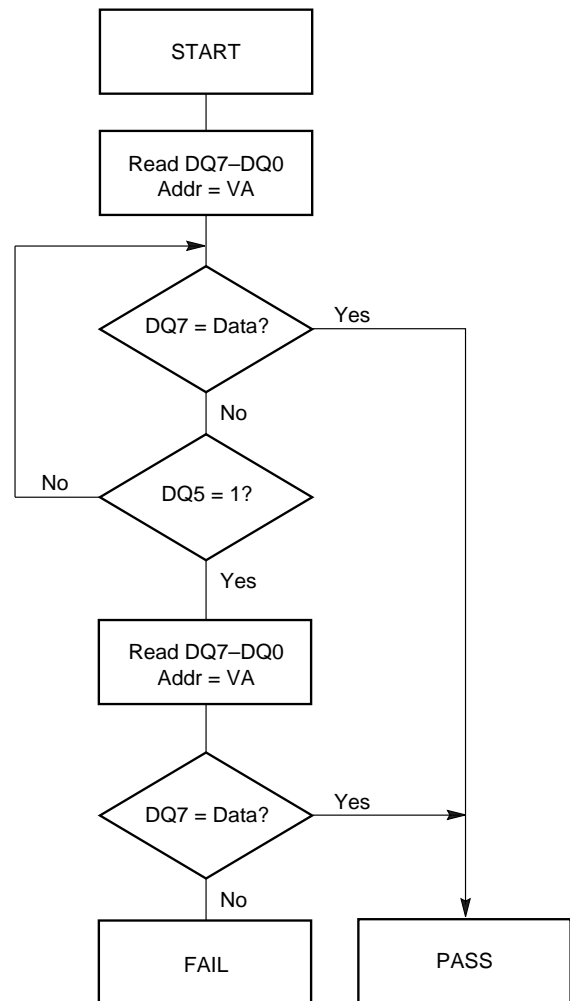 START
Read DQ7–DQ0
Addr = VA
DQ7 = Data?
Yes
No
No
DQ5 = 1?
Yes
Read DQ7–DQ0
Addr = VA
DQ7 = Data?
Yes
No
FAIL
PASS